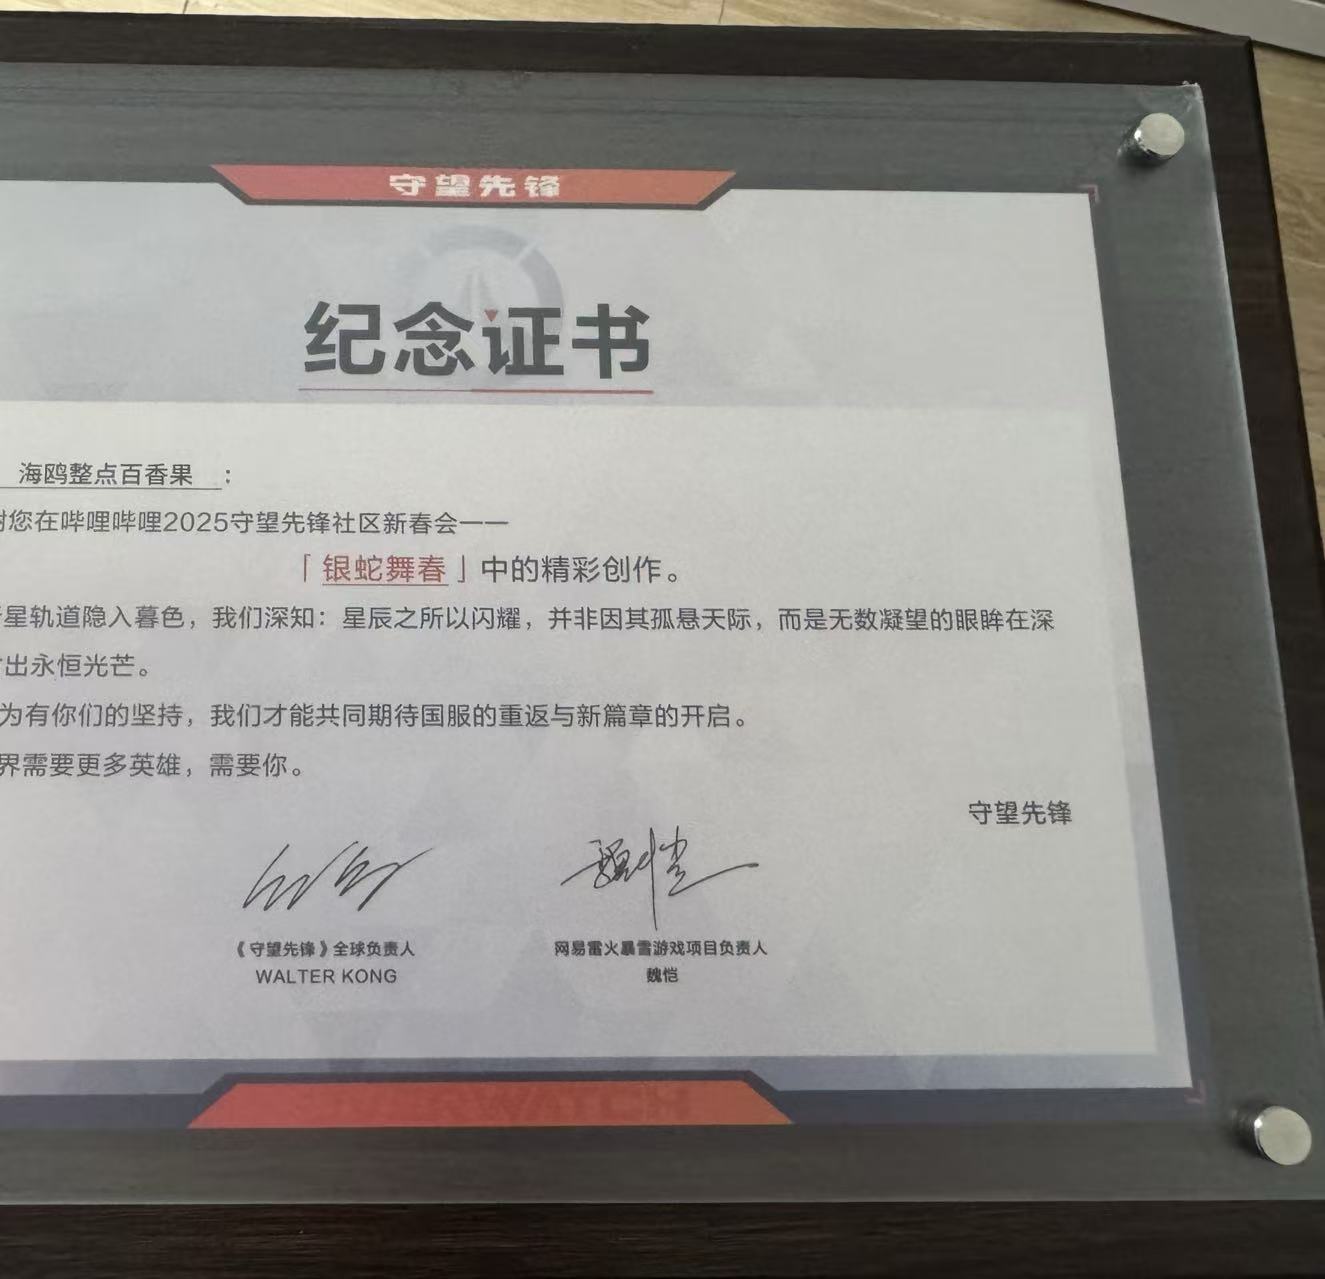 守望先锋
纪念证书
海鸥整点百香果：
谢您在哔哩哔哩2025守望先锋社区新春会——
「银蛇舞春」中的精彩创作。
星轨道隐入暮色，我们深知：星辰之所以闪耀，并非因其孤悬天际，而是无数凝望的眼眸在深
出永恒光芒。
为有你们的坚持，我们才能共同期待国服的重返与新篇章的开启。
界需要更多英雄，需要你。
守望先锋
魏恺
《守望先锋》全球负责人 网易雷火暴雪游戏项目负责人
WALTER KONG 魏恺
OVERWATCH